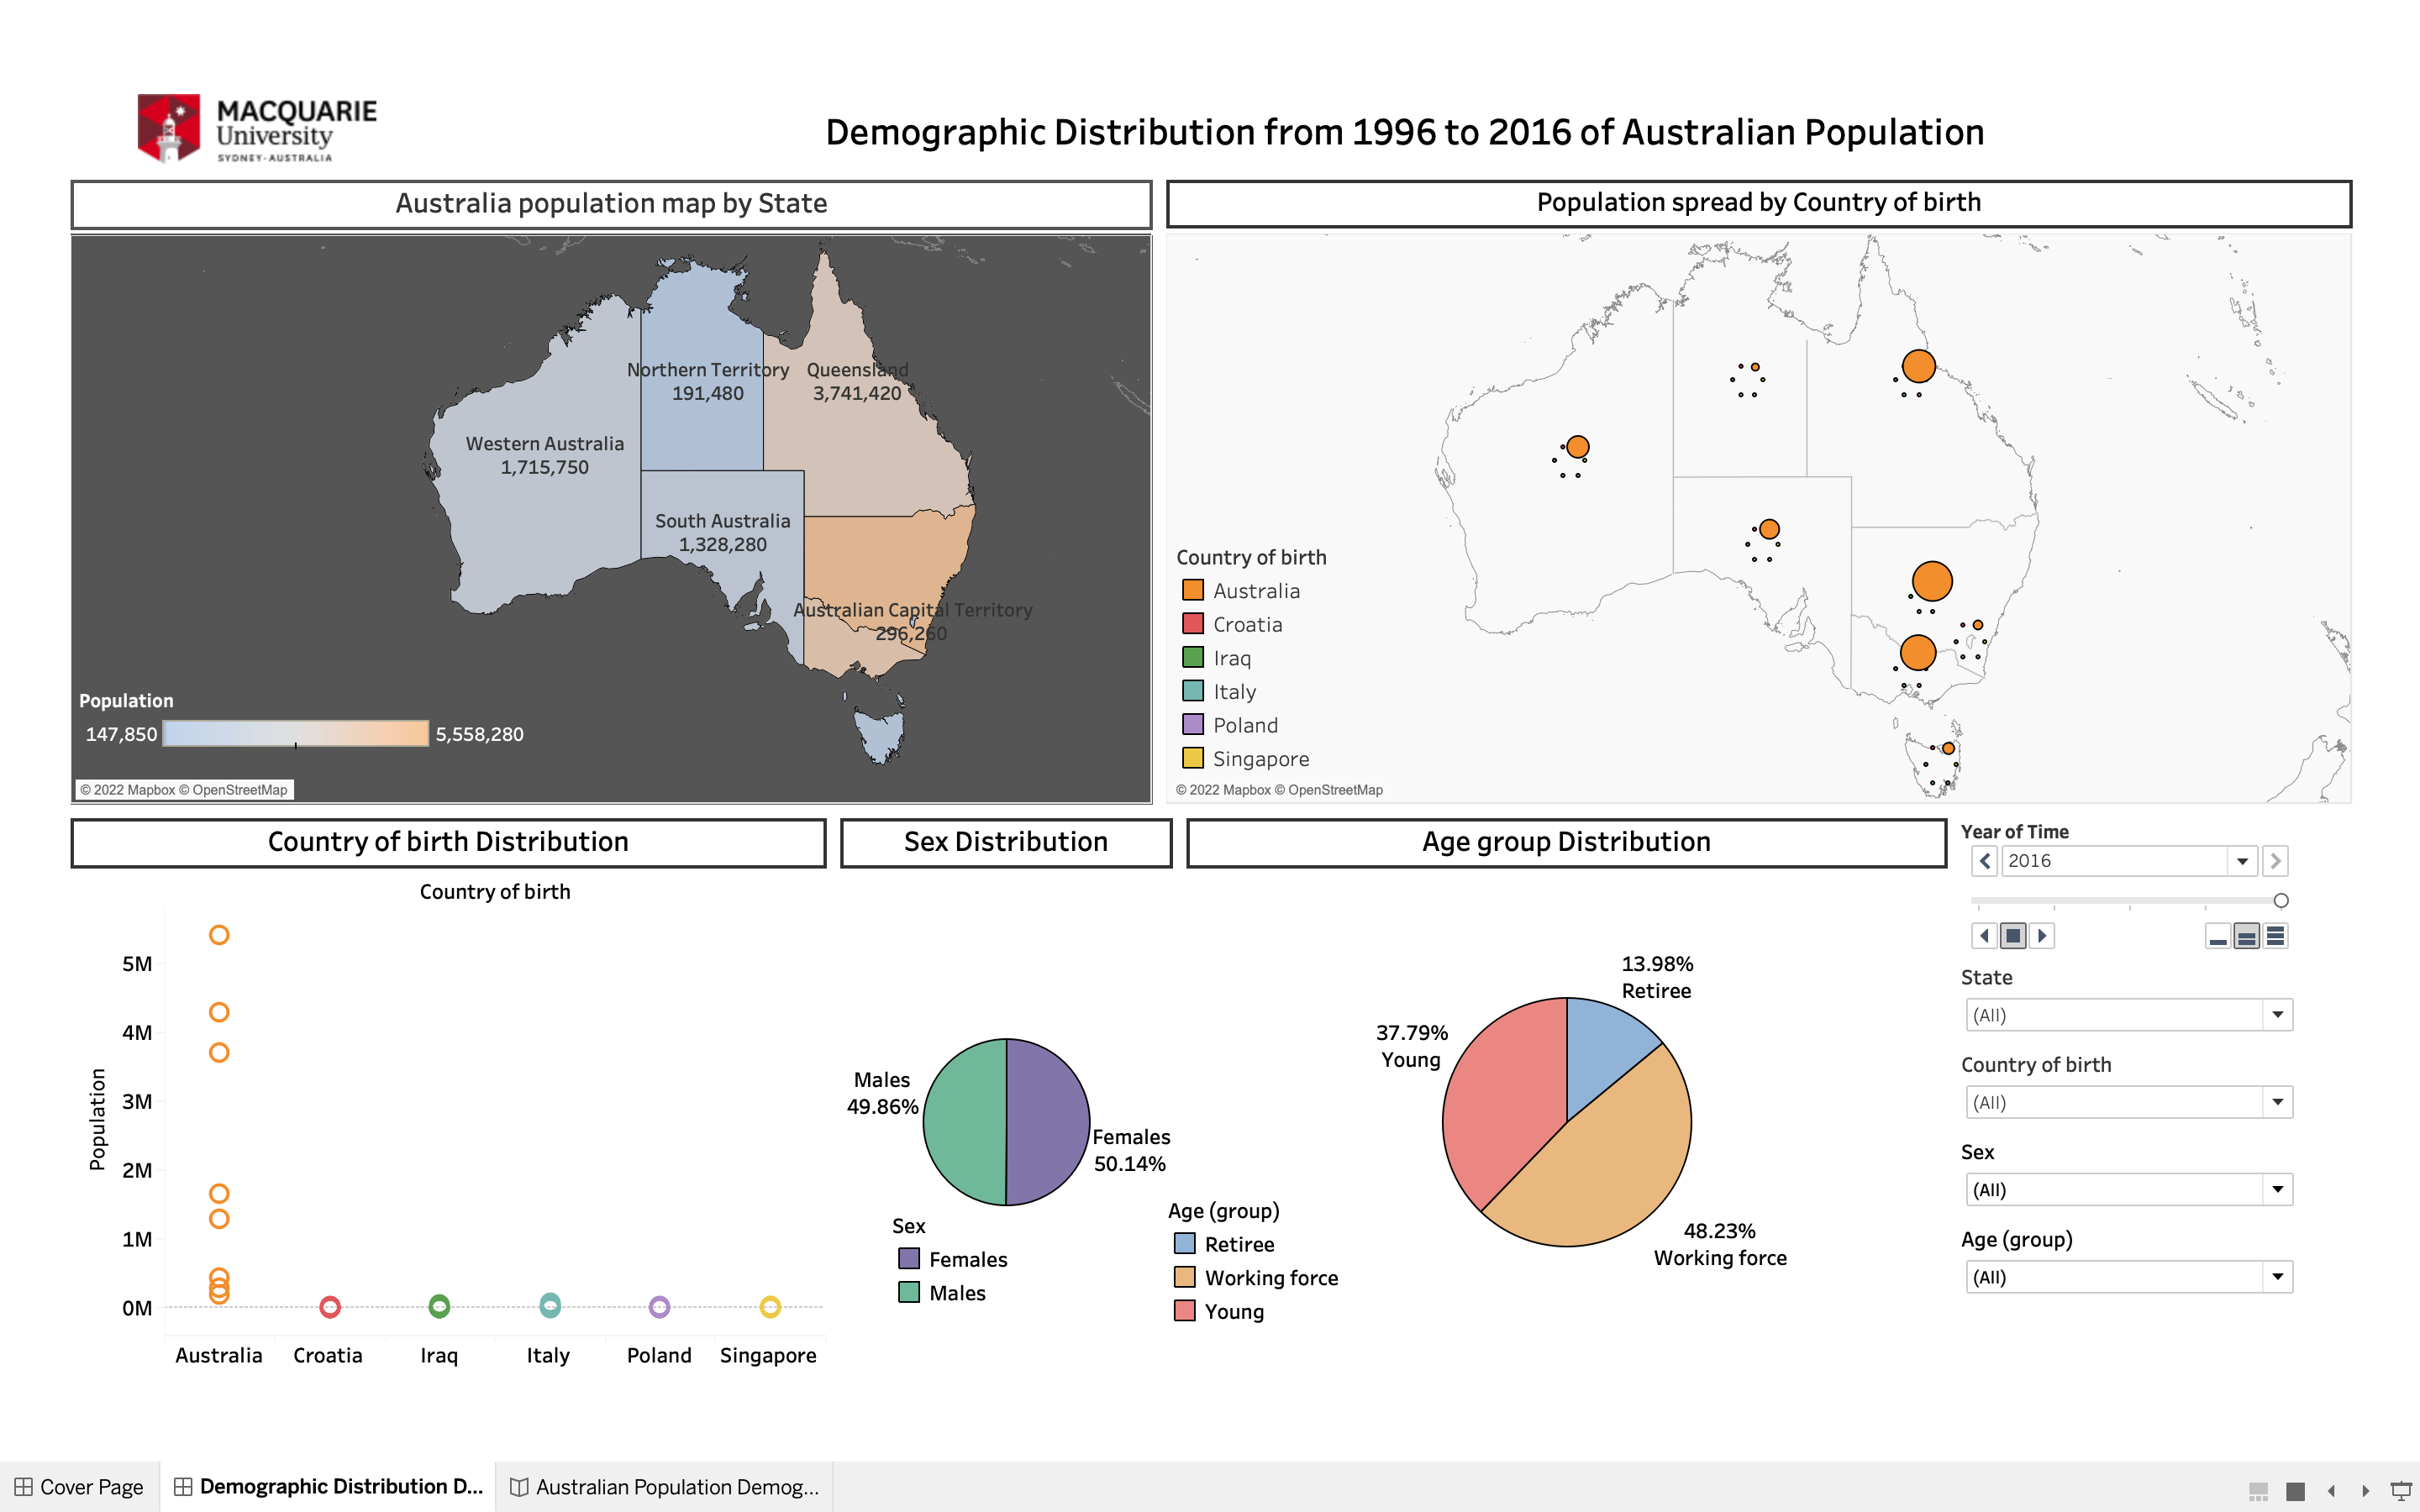 MACQUARIE
University
SYDNEY-AUSTRALIA
Demographic Distribution from 1996 to 2016 of Australian Population
Australia population map by State
Northern Territory
191,480
Queensland
3,741,420
Western Australia
1,715,750
South Australia
1,328,280
Australian Capital Territory
296,260
Population
147,850
5,558,280
© 2022 Mapbox © OpenStreetMap
Population spread by Country of birth
Country of birth
Australia
Croatia
Iraq
Italy
Poland
Singapore
© 2022 Mapbox © OpenStreetMap
Country of birth Distribution
Country of birth
Population
5M
4M
3M
2M
1M
0M
Australia
Croatia
Iraq
Italy
Poland
Singapore
Sex Distribution
Males
49.86%
Females
50.14%
Sex
Females
Males
Age group Distribution
13.98%
Retiree
37.79%
Young
48.23%
Working force
Age (group)
Retiree
Working force
Young
Year of Time
2016
State
(All)
Country of birth
(All)
Sex
(All)
Age (group)
(All)
Cover Page
Demographic Distribution D...
Australian Population Demog...